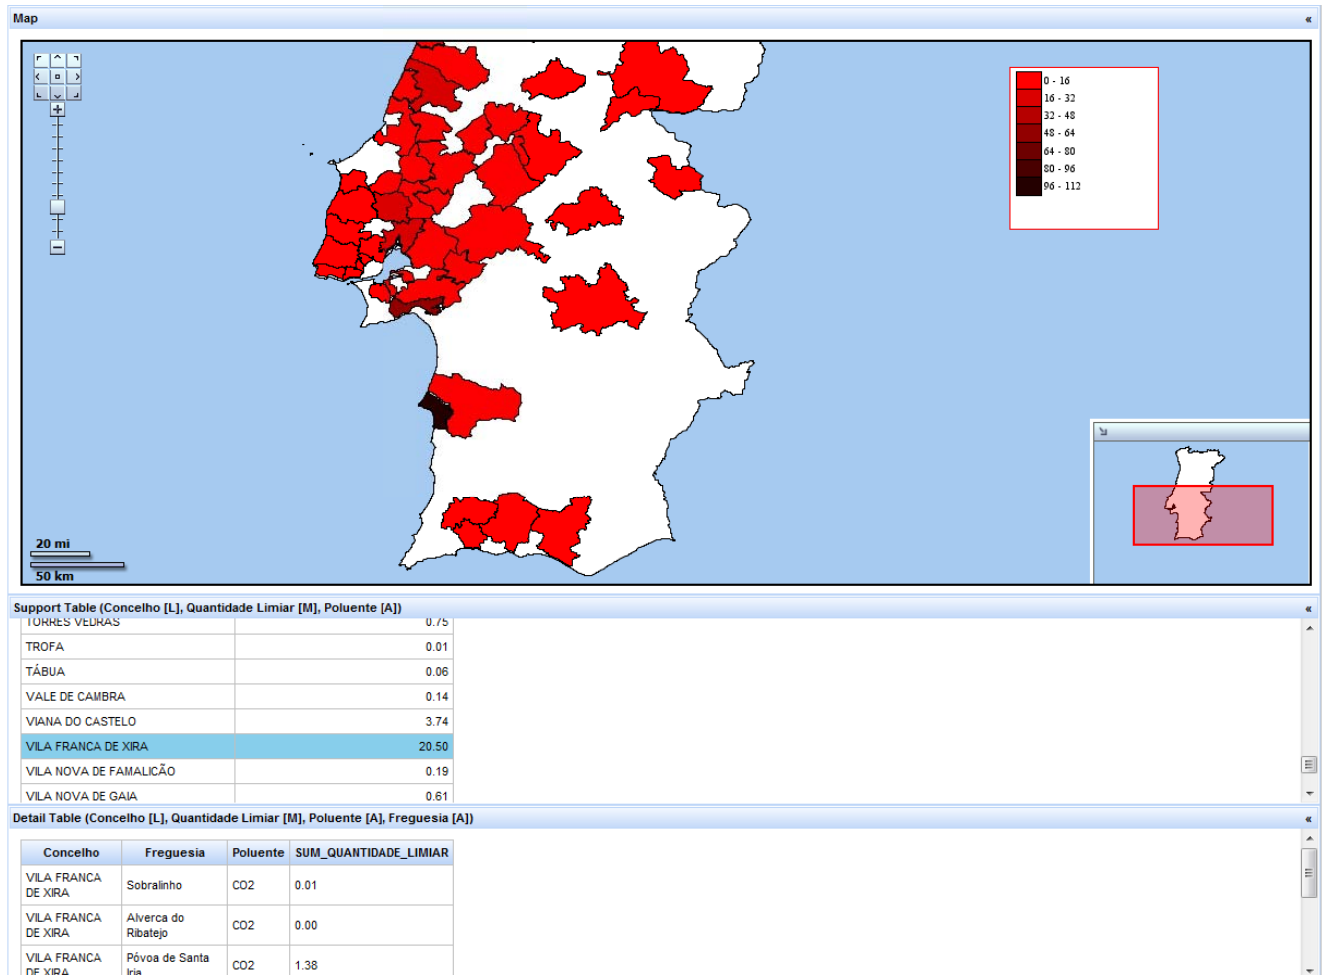 Map
«
0 - 16
16 - 32
32 - 48
48 - 64
64 - 80
80 - 96
96 - 112
20 mi
50 km
Support Table (Concelho [L], Quantidade Limiar [M], Poluente [A])
«
TORRES VEDRAS 0.75
TROFA 0.01
TÁBUA 0.06
VALE DE CAMBRA 0.14
VIANA DO CASTELO 3.74
VILA FRANCA DE XIRA 20.50
VILA NOVA DE FAMALICÃO 0.19
VILA NOVA DE GAIA 0.61
Detail Table (Concelho [L], Quantidade Limiar [M], Poluente [A], Freguesia [A])
«
Concelho Freguesia Poluente SUM_QUANTIDADE_LIMIAR
VILA FRANCA
DE XIRA
Sobralinho CO2 0.01
VILA FRANCA
DE XIRA
Alverca do
Ribatejo
CO2 0.00
VILA FRANCA
DE XIRA
Póvoa de Santa
Iria
CO2 1.38